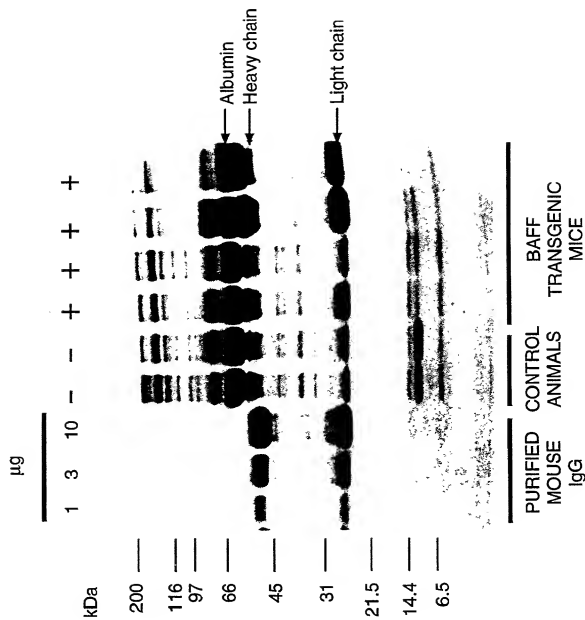 µg
1 3 10 – – + + + +
kDa
200
116
97
66
45
31
21.5
14.4
6.5
Albumin
Heavy chain
Light chain
PURIFIED
MOUSE
IgG
CONTROL
ANIMALS
BAFF
TRANSGENIC
MICE